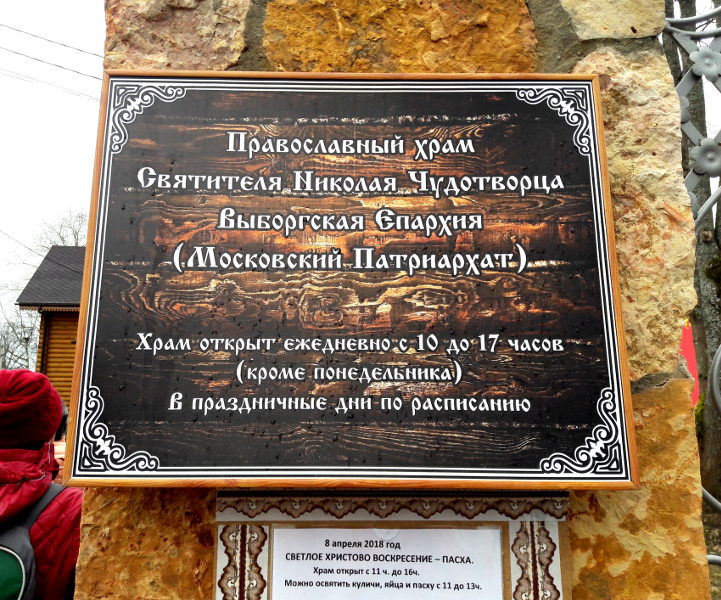 Православный храм
Святителя Николая Чудотворца
Выборгская Епархия
(Московский Патриархат)
Храм открыт ежедневно с 10 до 17 часов
(кроме понедельника)
В праздничные дни по расписанию
8 апреля 2018 год
СВЕТЛОЕ ХРИСТОВО ВОСКРЕСЕНИЕ – ПАСХА.
Храм открыт с 11 ч. до 16ч.
Можно освятить куличи, яйца и пасху с 11 до 13ч.